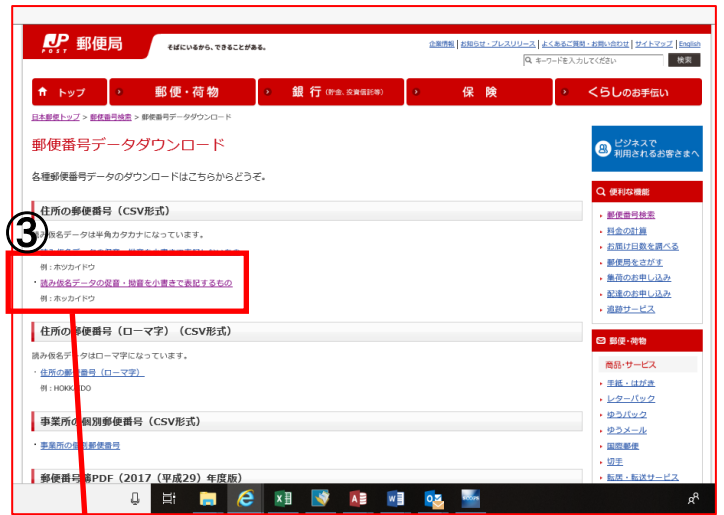 郵便局
POST
そばにいるから、できることがある。
企業情報 | お知らせ・プレスリリース | よくあるご質問・お問い合わせ | サイトマップ | English
キーワードを入力してください 検索
トップ 郵便・荷物 銀行(貯金、投資信託等) 保険 くらしのお手伝い
日本郵便トップ > 郵便番号検索 > 郵便番号データダウンロード
郵便番号データダウンロード
各種郵便番号データのダウンロードはこちらからどうぞ。
住所の郵便番号（CSV形式）
③
読み仮名データは半角カタカナになっています。
例：ホツカイドウ
・読み仮名データの促音・拗音を小書きで表記するもの
例：ホッカイドウ
住所の郵便番号（ローマ字）（CSV形式）
読み仮名データはローマ字になっています。
・住所の郵便番号（ローマ字）
例：HOKKAIDO
事業所の個別郵便番号（CSV形式）
・事業所の個別郵便番号
郵便番号簿PDF（2017（平成29）年度版）
ビジネスで
利用されるお客さまへ
便利な機能
郵便番号検索
料金の計算
お届け日数を調べる
郵便局をさがす
集荷のお申し込み
配達のお申し込み
追跡サービス
郵便・荷物
商品・サービス
手紙・はがき
レターパック
ゆうパック
ゆうメール
国際郵便
切手
転居・転送サービス